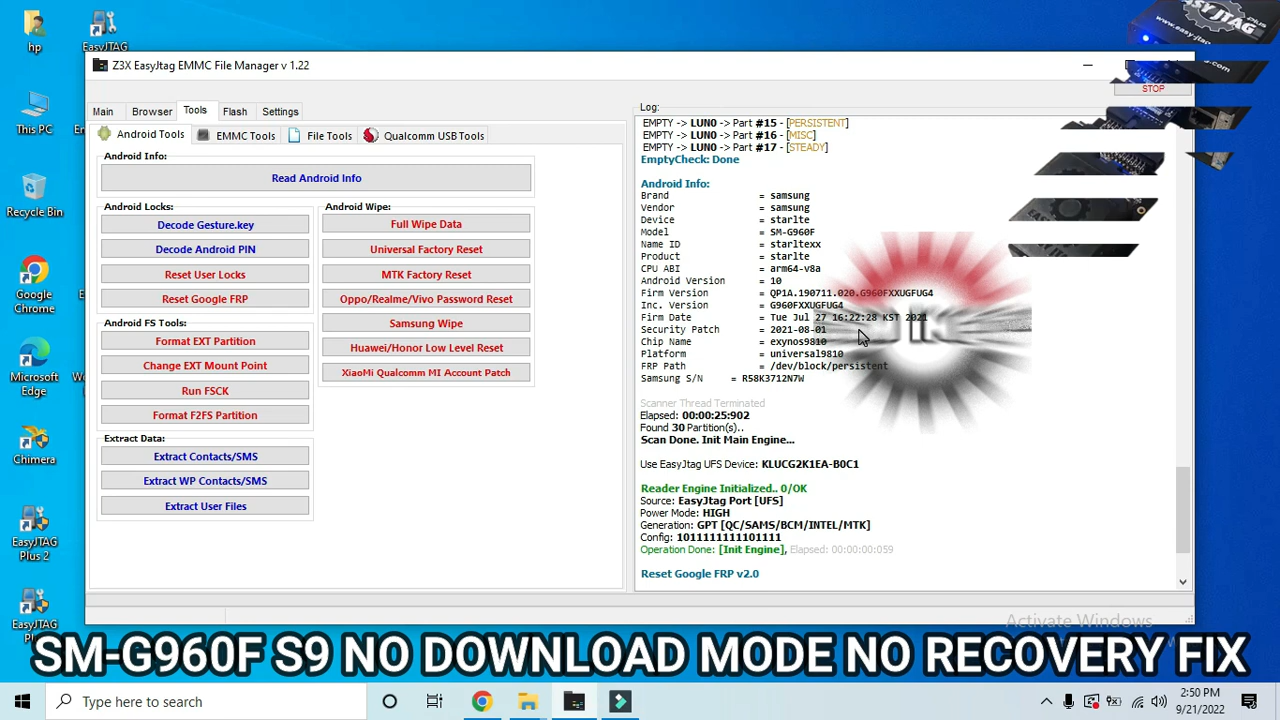 hp
EasyJTAG
This PC
Recycle Bin
Google Chrome
Microsoft Edge
Chimera
EasyJTAG Plus 2
EasyJTAG
Z3X EasyJtag EMMC File Manager v 1.22
STOP
Main Browser Tools Flash Settings
Android Tools EMMC Tools File Tools Qualcomm USB Tools
Android Info:
Read Android Info
Android Locks:
Decode Gesture.key
Decode Android PIN
Reset User Locks
Reset Google FRP
Android FS Tools:
Format EXT Partition
Change EXT Mount Point
Run FSCK
Format F2FS Partition
Extract Data:
Extract Contacts/SMS
Extract WP Contacts/SMS
Extract User Files
Android Wipe:
Full Wipe Data
Universal Factory Reset
MTK Factory Reset
Oppo/Realme/Vivo Password Reset
Samsung Wipe
Huawei/Honor Low Level Reset
XiaoMi Qualcomm MI Account Patch
Log:
EMPTY -> LUN0 -> Part #15 - [PERSISTENT]
EMPTY -> LUN0 -> Part #16 - [MISC]
EMPTY -> LUN0 -> Part #17 - [STEADY]
EmptyCheck: Done
Android Info:
Brand = samsung
Vendor = samsung
Device = starlte
Model = SM-G960F
Name ID = starltexx
Product = starlte
CPU ABI = arm64-v8a
Android Version = 10
Firm Version = QP1A.190711.020.G960FXXUGFUG4
Inc. Version = G960FXXUGFUG4
Firm Date = Tue Jul 27 16:22:28 KST 2021
Security Patch = 2021-08-01
Chip Name = exynos9810
Platform = universal9810
FRP Path = /dev/block/persistent
Samsung S/N = R58K3712N7W
Scanner Thread Terminated
Elapsed: 00:00:25:902
Found 30 Partition(s)..
Scan Done. Init Main Engine...
Use EasyJtag UFS Device: KLUCG2K1EA-B0C1
Reader Engine Initialized.. 0/OK
Source: EasyJtag Port [UFS]
Power Mode: HIGH
Generation: GPT [QC/SAMS/BCM/INTEL/MTK]
Config: 1011111111101111
Operation Done: [Init Engine], Elapsed: 00:00:00:059
Reset Google FRP v2.0
EASY JTAG
Activate Windows
SM-G960F S9 NO DOWNLOAD MODE NO RECOVERY FIX
Type here to search
2:50 PM
9/21/2022